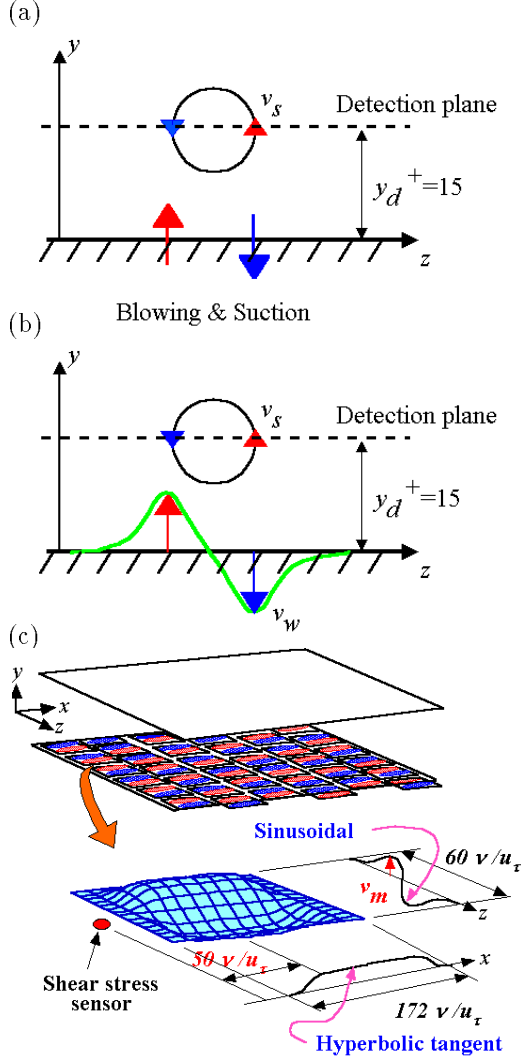 (a)
y
v_s
Detection plane
y_d^+=15
z
Blowing & Suction
(b)
y
v_s
Detection plane
y_d^+=15
z
v_w
(c)
y
x
z
Sinusoidal
60 ν/u_τ
v_m
z
50 ν/u_τ
x
Shear stress
sensor
172 ν/u_τ
Hyperbolic tangent